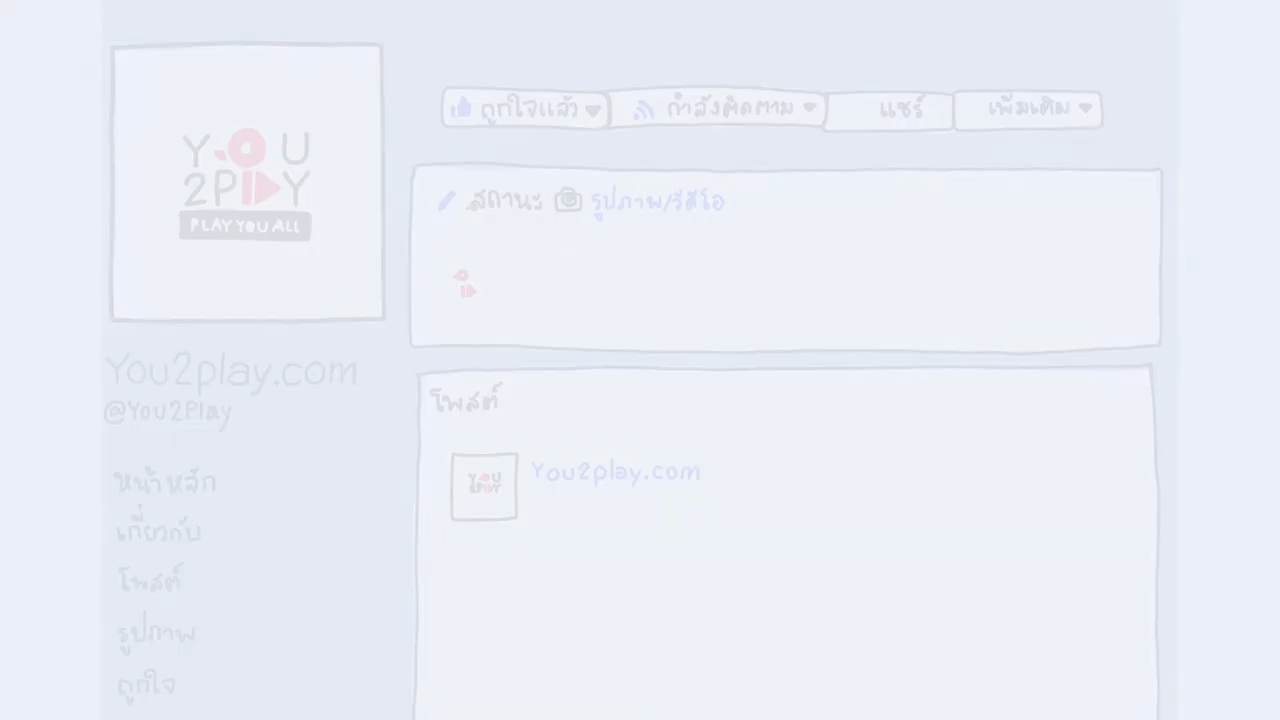 YOU
2PLAY
PLAY YOU ALL
You2play.com
@You2Play
หน้าหลัก
เกี่ยวกับ
โพสต์
รูปภาพ
ถูกใจ
ถูกใจแล้ว กำลังติดตาม แชร์ เพิ่มเติม
สถานะ รูปภาพ/วีดีโอ
โพสต์
YOU
2PLAY
You2play.com